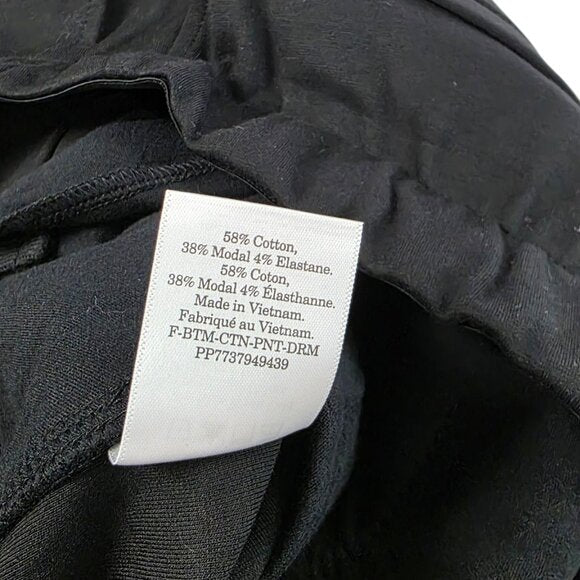 58% Cotton,
38% Modal 4% Elastane.
58% Coton,
38% Modal 4% Élasthanne.
Made in Vietnam.
Fabriqué au Vietnam.
F-BTM-CTN-PNT-DRM
PP7737949439